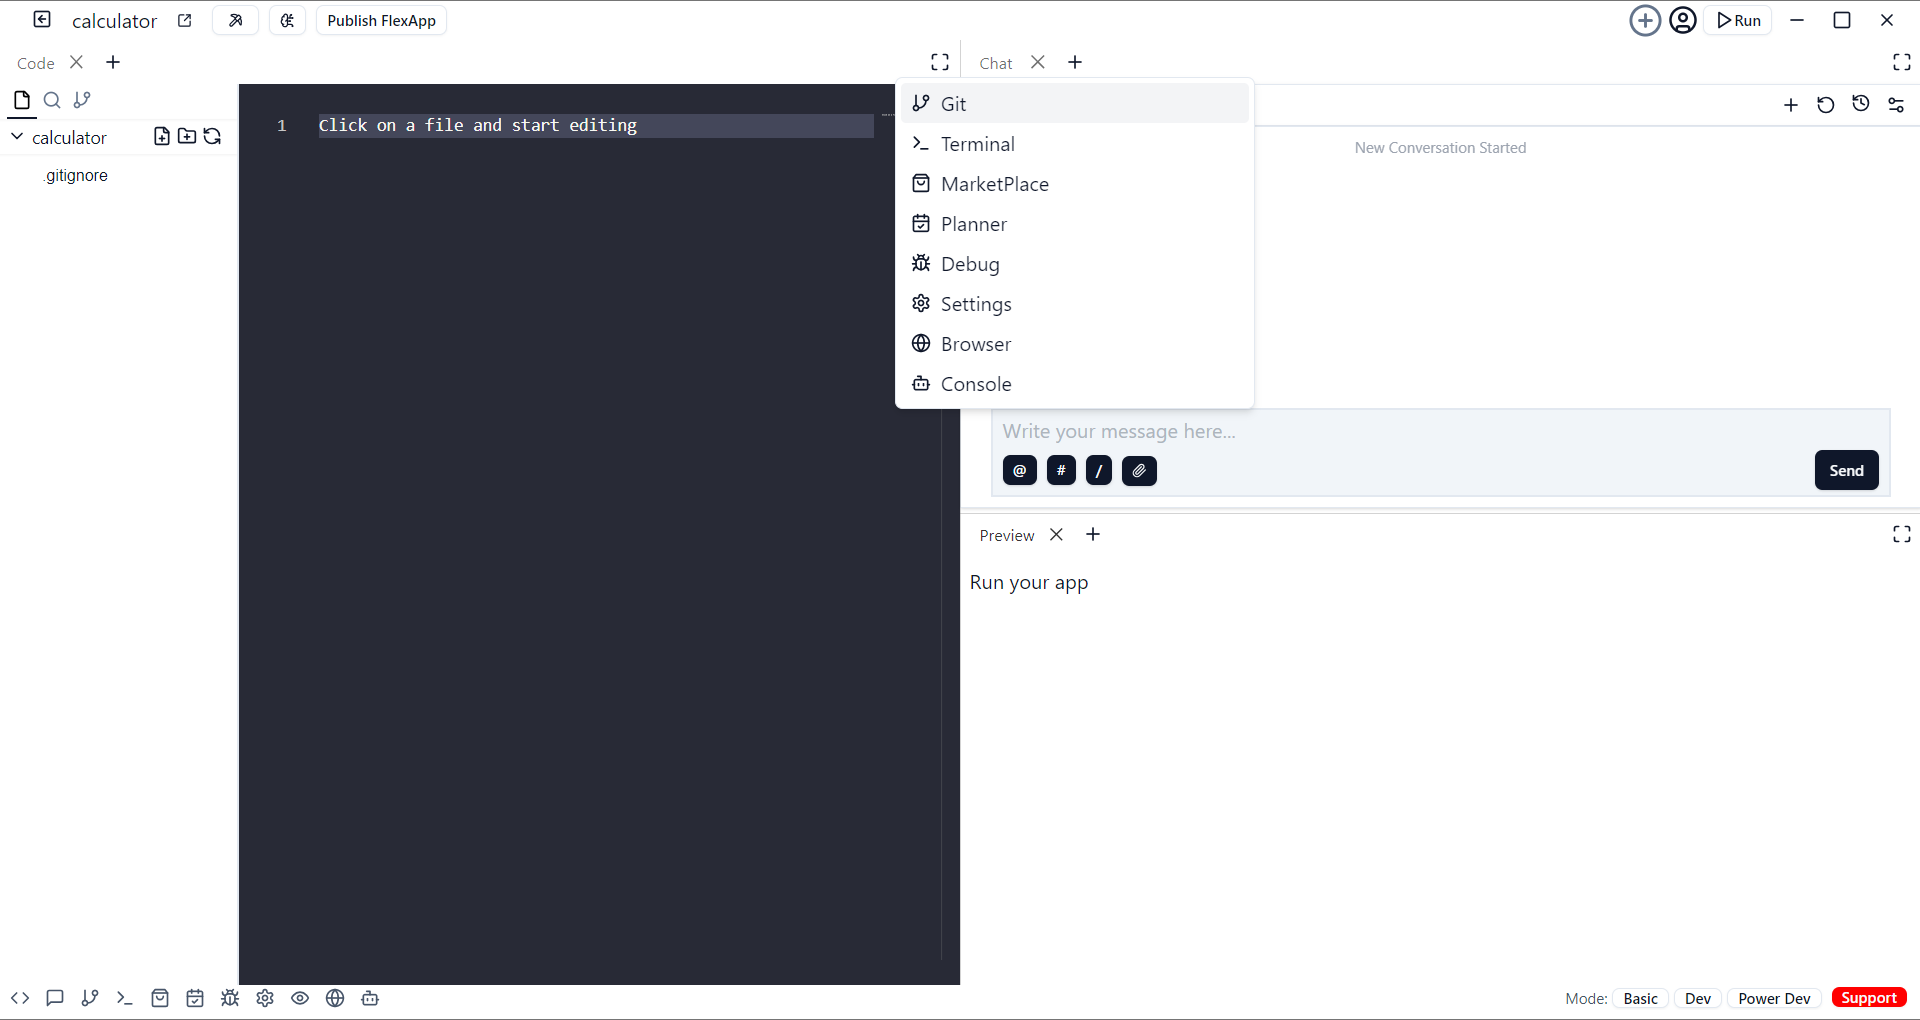 calculator
Publish FlexApp
Run
Code
Chat
calculator
.gitignore
1 Click on a file and start editing
Git
Terminal
MarketPlace
Planner
Debug
Settings
Browser
Console
New Conversation Started
Write your message here...
@ # /
Send
Preview
Run your app
Mode: Basic Dev Power Dev Support